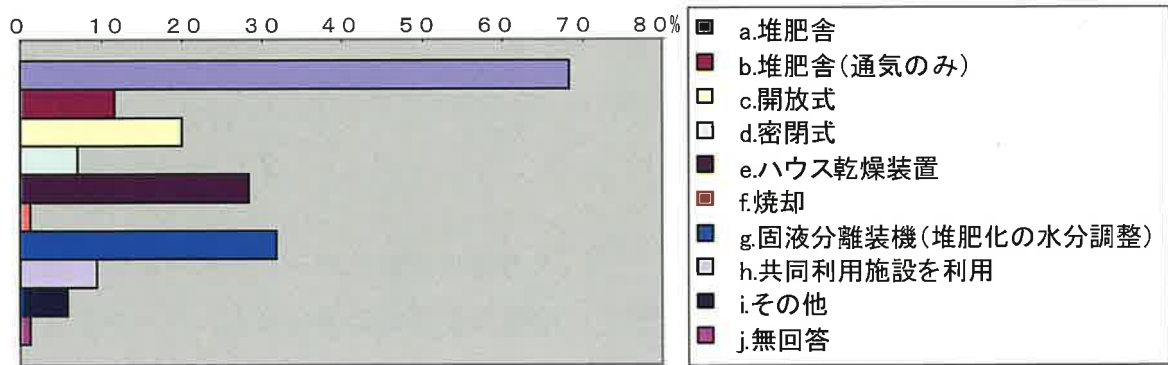 0 10 20 30 40 50 60 70 80%
a.堆肥舎
b.堆肥舎(通気のみ)
c.開放式
d.密閉式
e.ハウス乾燥装置
f.焼却
g.固液分離装機(堆肥化の水分調整)
h.共同利用施設を利用
i.その他
j.無回答